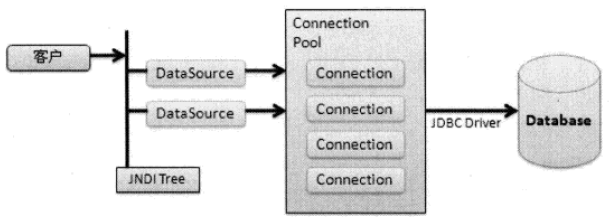 Connection
Pool
客户
DataSource
Connection
DataSource
Connection
JDBC Driver
Database
Connection
JNDI Tree
Connection